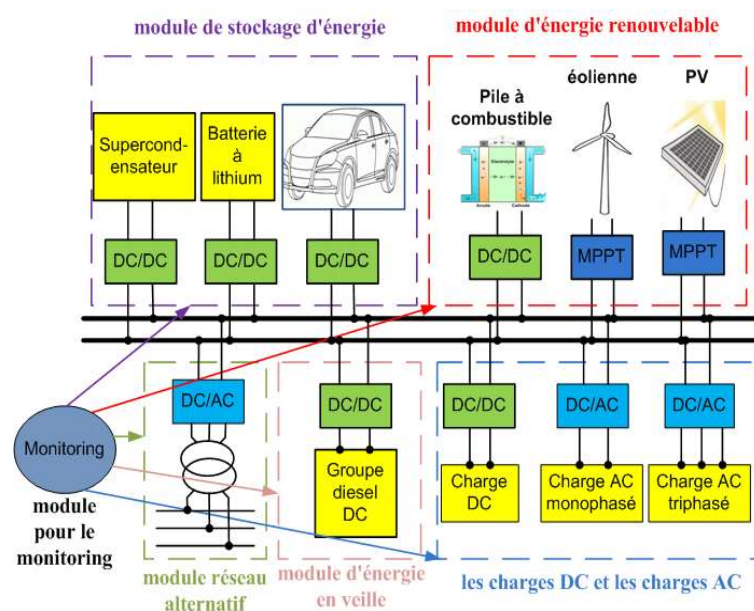 module de stockage d'énergie
module d'énergie renouvelable
Supercond-
ensateur
Batterie
à
lithium
Pile à
combustible
éolienne
PV
Electrolyte
Anode
Cathode
DC/DC
DC/DC
DC/DC
DC/DC
MPPT
MPPT
DC/AC
DC/DC
DC/DC
DC/AC
DC/AC
Monitoring
module
pour le
monitoring
Groupe
diesel
DC
Charge
DC
Charge AC
monophasé
Charge AC
triphasé
module réseau
alternatif
module d'énergie
en veille
les charges DC et les charges AC